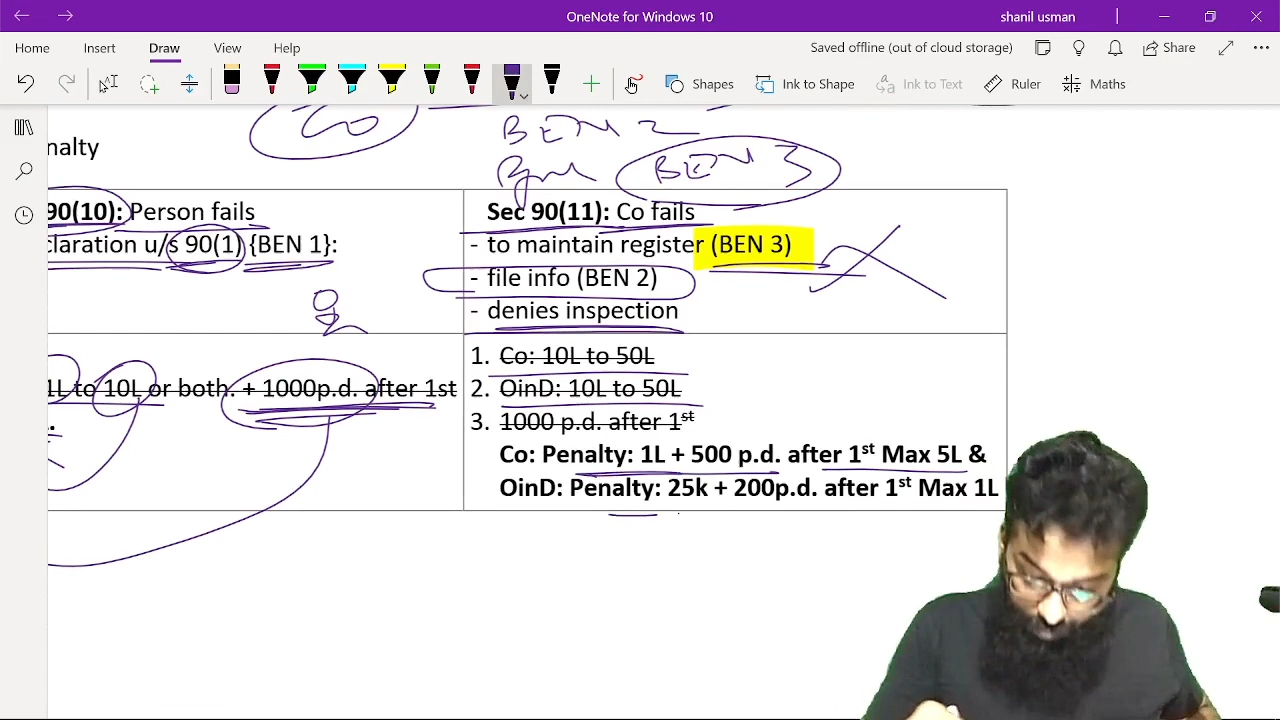 OneNote for Windows 10
shanil usman
Home Insert Draw View Help
Saved offline (out of cloud storage)
Share
Shapes
Ink to Shape
Ink to Text
Ruler
Maths
Co
BEN 2
nalty
BEN 3
90(10): Person fails
claration u/s 90(1) {BEN 1}:
1L to 10L or both. + 1000p.d. after 1st
Sec 90(11): Co fails
- to maintain register (BEN 3)
- file info (BEN 2)
- denies inspection
1. Co: 10L to 50L
2. OinD: 10L to 50L
3. 1000 p.d. after 1st
Co: Penalty: 1L + 500 p.d. after 1st Max 5L &
OinD: Penalty: 25k + 200p.d. after 1st Max 1L